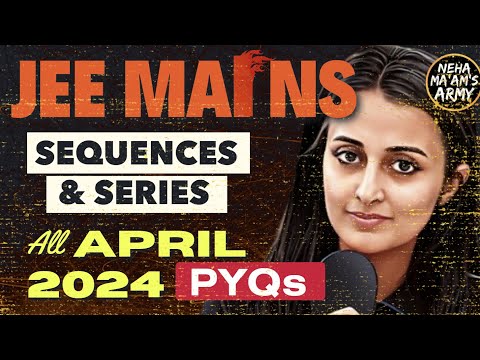 JEE MAINS
SEQUENCES
& SERIES
All APRIL
2024 PYQs
NEHA
MA'AM'S
ARMY